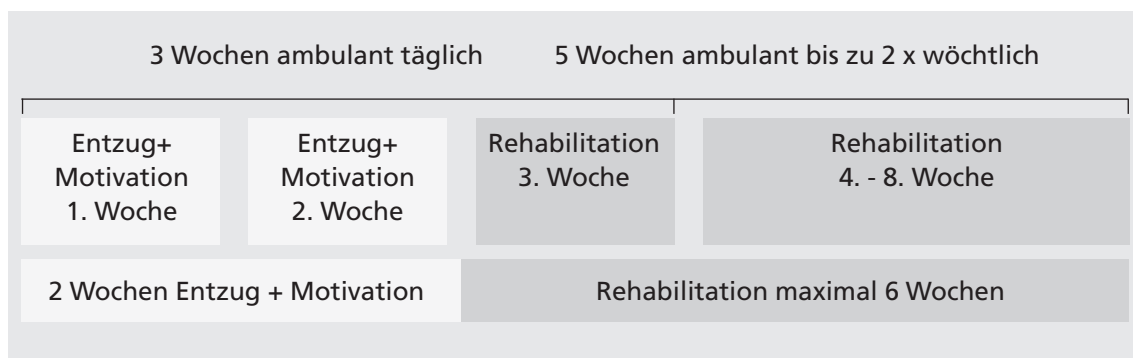 3 Wochen ambulant täglich
5 Wochen ambulant bis zu 2 x wöchtlich
Entzug+
Motivation
1. Woche
Entzug+
Motivation
2. Woche
Rehabilitation
3. Woche
Rehabilitation
4. - 8. Woche
2 Wochen Entzug + Motivation
Rehabilitation maximal 6 Wochen